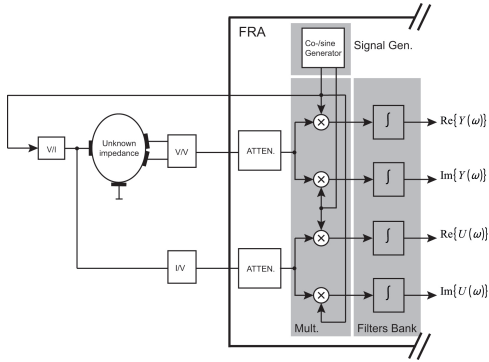 FRA
Co-/sine
Generator
Signal Gen.
V/I
Unknown
impedance
V/V
ATTEN.
∫
Re{Y(ω)}
∫
Im{Y(ω)}
∫
Re{U(ω)}
I/V
ATTEN.
∫
Im{U(ω)}
Mult.
Filters Bank